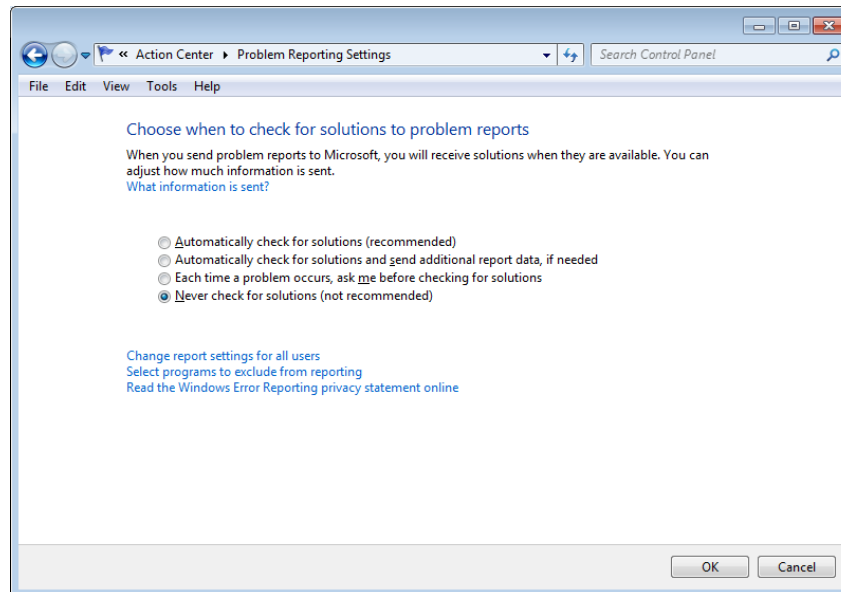 « Action Center ▸ Problem Reporting Settings
Search Control Panel
File Edit View Tools Help
Choose when to check for solutions to problem reports
When you send problem reports to Microsoft, you will receive solutions when they are available. You can
adjust how much information is sent.
What information is sent?
Automatically check for solutions (recommended)
Automatically check for solutions and send additional report data, if needed
Each time a problem occurs, ask me before checking for solutions
Never check for solutions (not recommended)
Change report settings for all users
Select programs to exclude from reporting
Read the Windows Error Reporting privacy statement online
OK Cancel